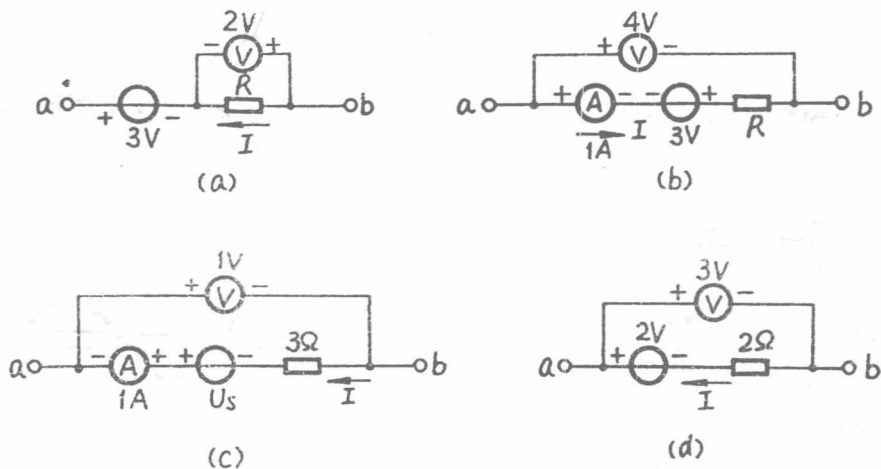 2V
- V +
R
a b
+ 3V -
I
(a)
4V
+ V -
a + A - - + b
1A I 3V R
(b)
1V
+ V -
3Ω
a - A + + - b
1A Us I
(c)
3V
+ V -
2V 2Ω
a + - b
I
(d)